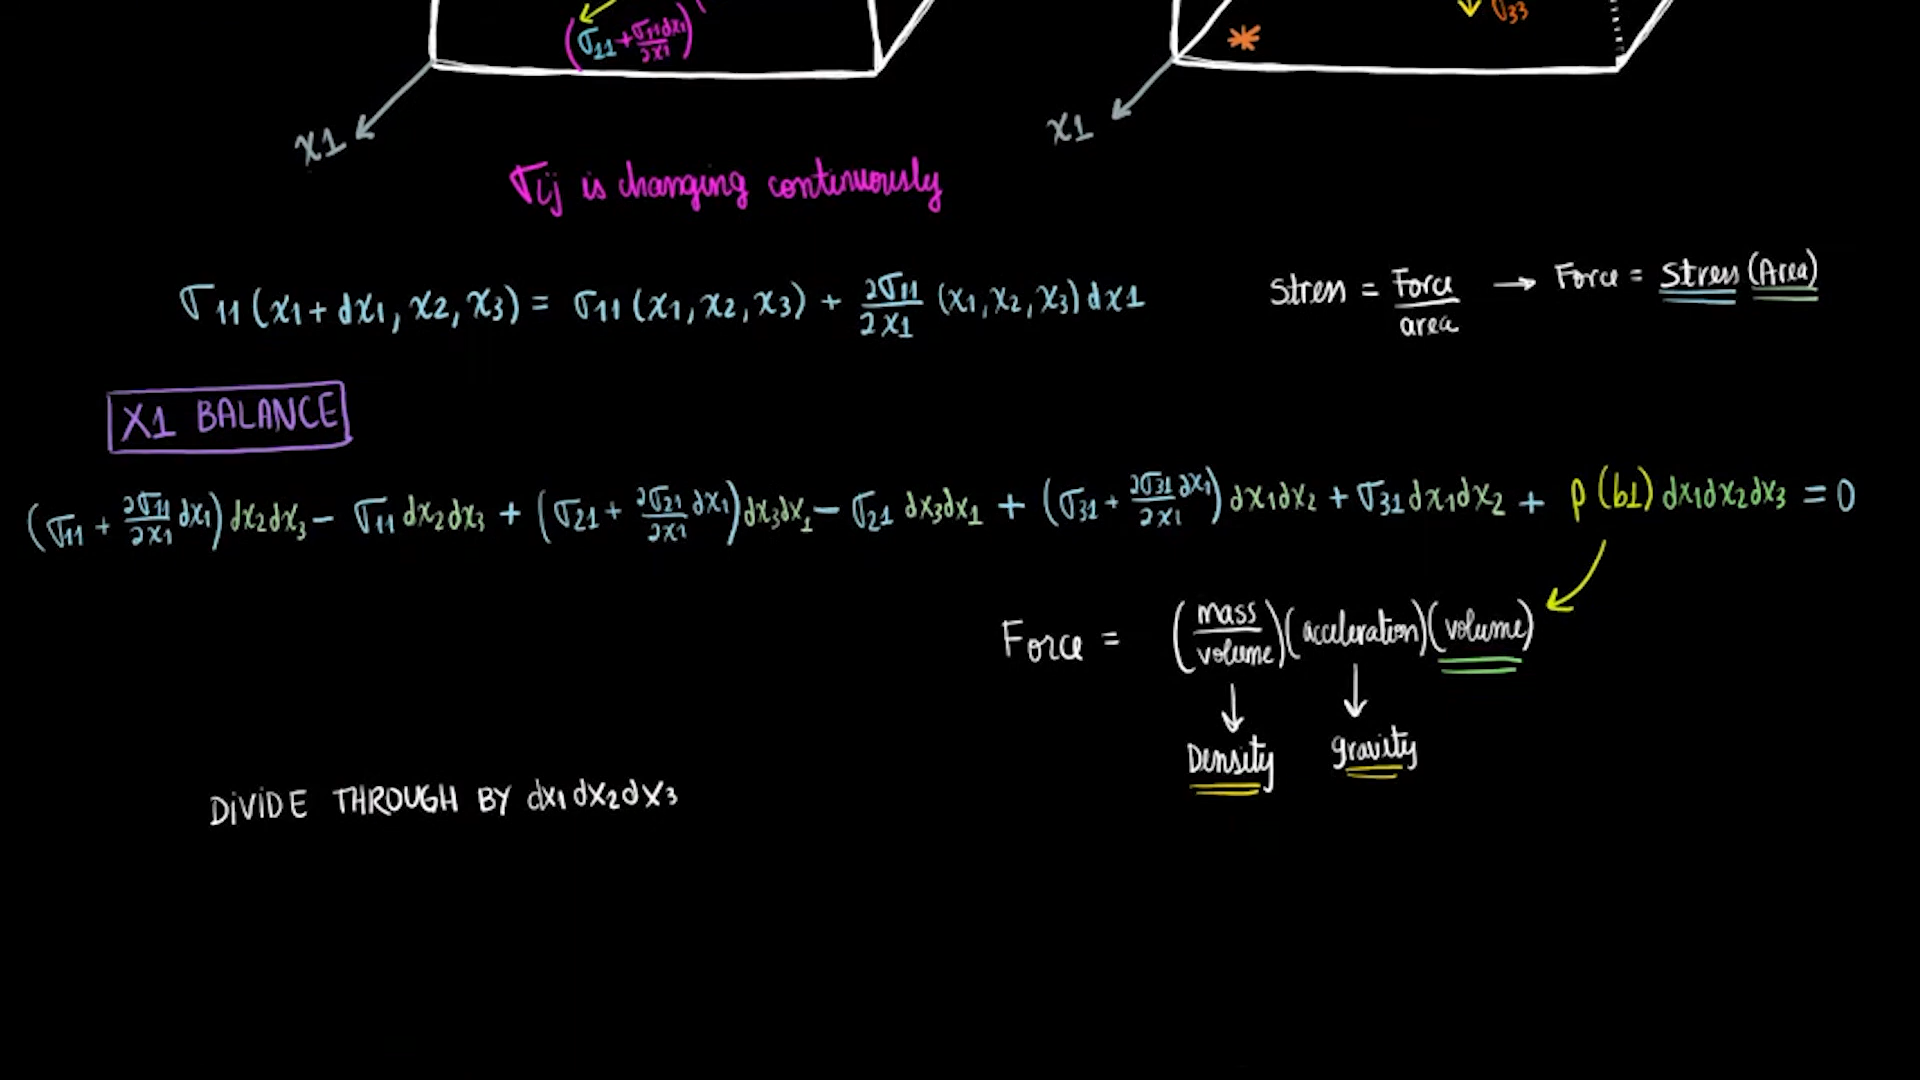 (σ11 + σ11dx1/∂x1)
σ33
*
x1
x1
σij is changing continuously
σ11(x1+dx1, x2, x3) = σ11(x1, x2, x3) + ∂σ11/∂x1 (x1, x2, x3) dx1
Stress = Force/area → Force = Stress (Area)
X1 BALANCE
(σ11 + ∂σ11/∂x1 dx1) dx2dx3 − σ11 dx2dx3 + (σ21 + ∂σ21/∂x1 dx1) dx3dx1 − σ21 dx3dx1 + (σ31 + ∂σ31/∂x1 ∂x1) dx1dx2 + σ31 dx1dx2 + ρ(b1) dx1dx2dx3 = 0
Force = (mass/volume)(acceleration)(volume)
Density gravity
DIVIDE THROUGH BY dx1dx2dx3